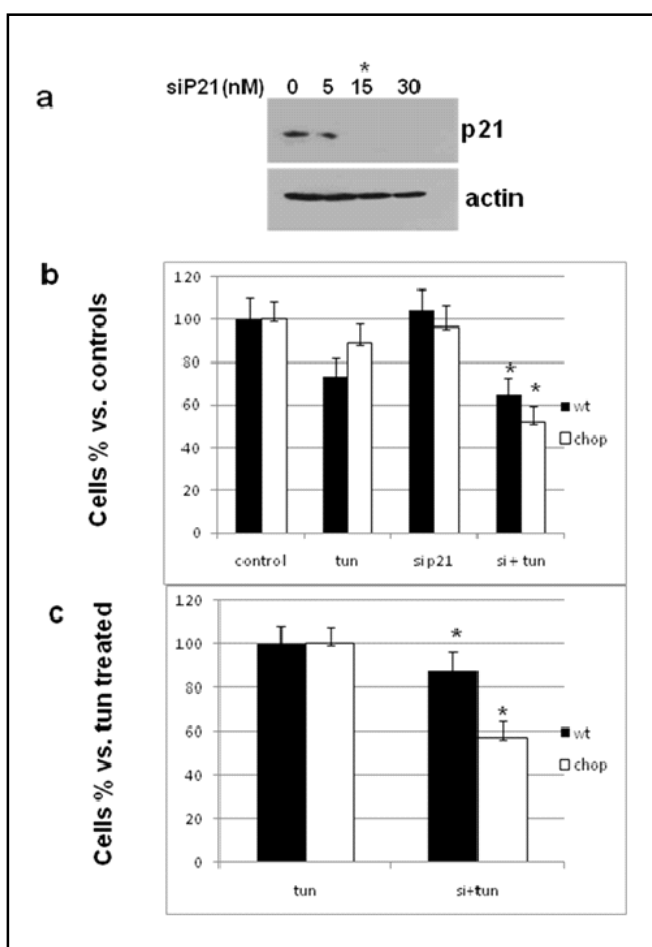 a
*
siP21(nM) 0 5 15 30
p21
actin
b
Cells % vs. controls
120
100
80
60
40
20
0
* *
control tun sip21 si+tun
wt
chop
c
Cells % vs. tun treated
120
100
80
60
40
20
0
*
*
tun si+tun
wt
chop